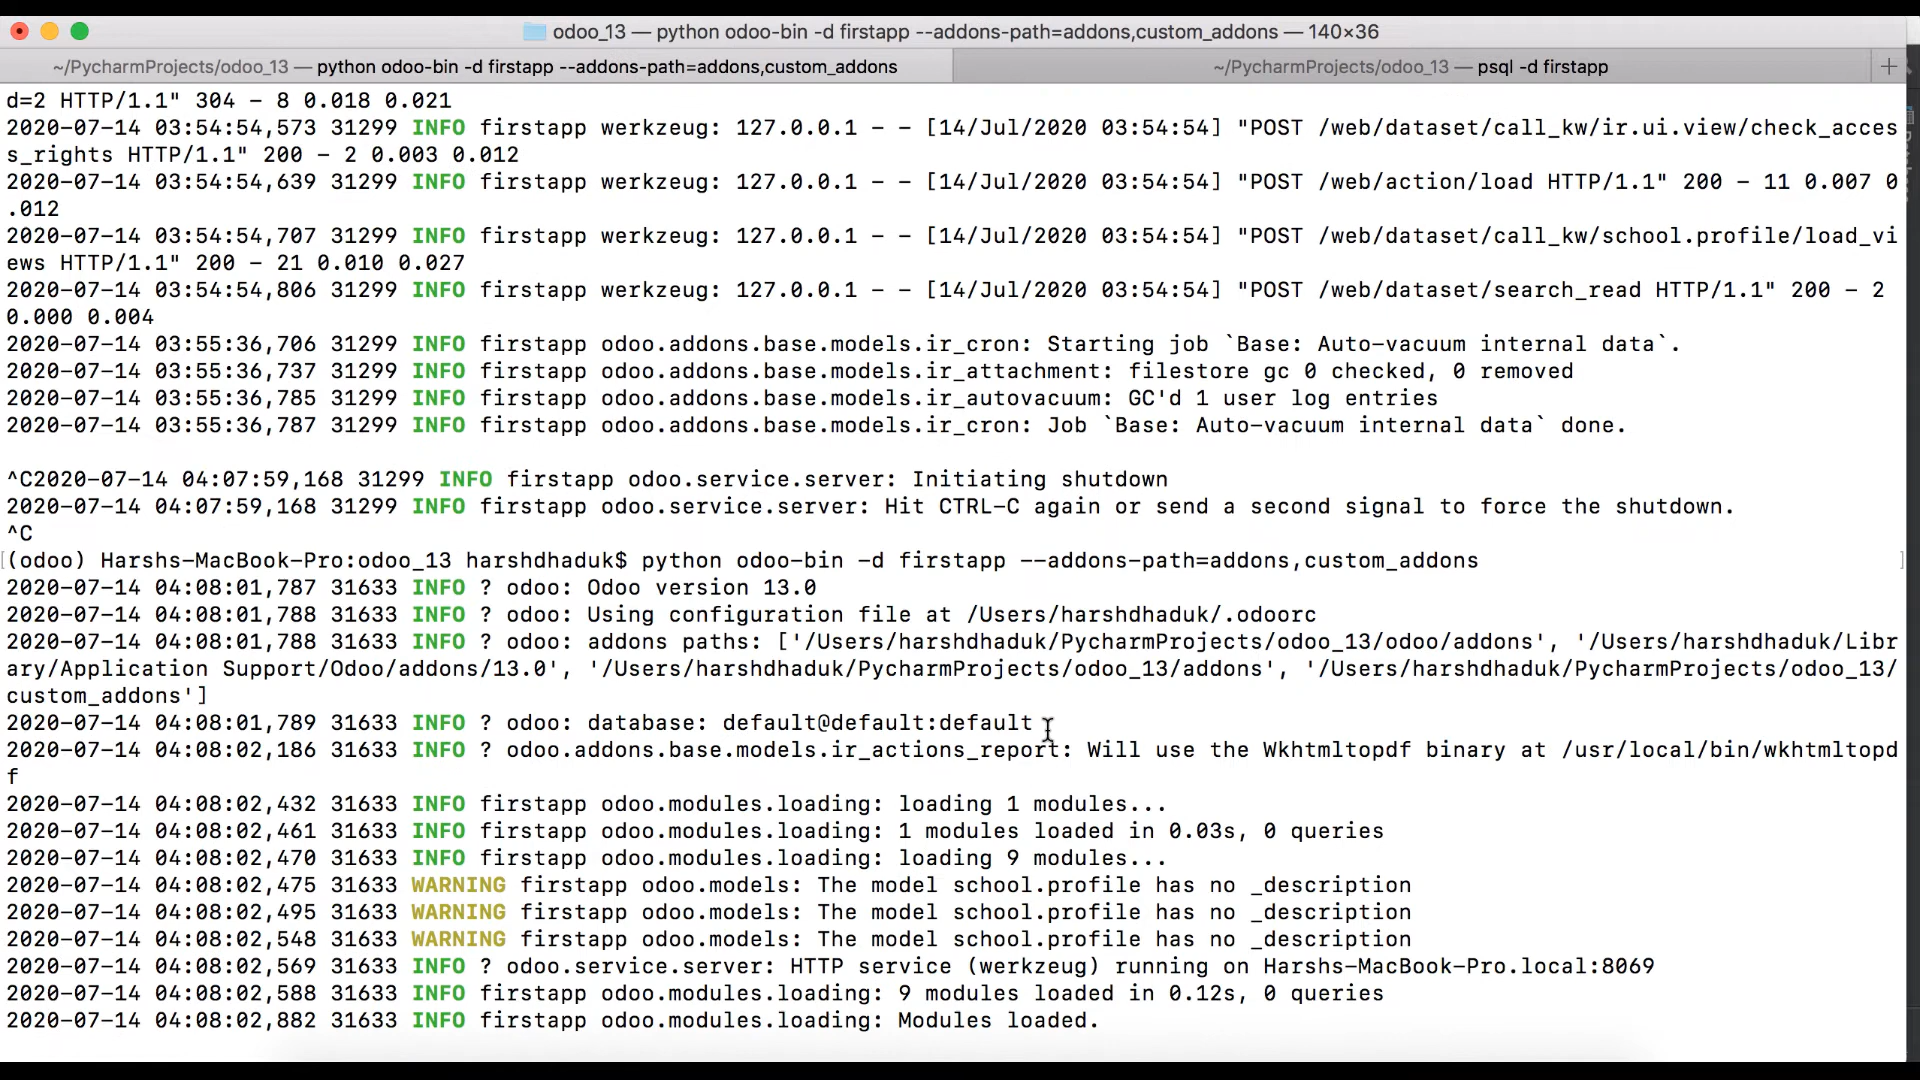 odoo_13 — python odoo-bin -d firstapp --addons-path=addons,custom_addons — 140×36
~/PycharmProjects/odoo_13 — python odoo-bin -d firstapp --addons-path=addons,custom_addons
~/PycharmProjects/odoo_13 — psql -d firstapp
+
d=2 HTTP/1.1" 304 - 8 0.018 0.021
2020-07-14 03:54:54,573 31299 INFO firstapp werkzeug: 127.0.0.1 - - [14/Jul/2020 03:54:54] "POST /web/dataset/call_kw/ir.ui.view/check_acces
s_rights HTTP/1.1" 200 - 2 0.003 0.012
2020-07-14 03:54:54,639 31299 INFO firstapp werkzeug: 127.0.0.1 - - [14/Jul/2020 03:54:54] "POST /web/action/load HTTP/1.1" 200 - 11 0.007 0
.012
2020-07-14 03:54:54,707 31299 INFO firstapp werkzeug: 127.0.0.1 - - [14/Jul/2020 03:54:54] "POST /web/dataset/call_kw/school.profile/load_vi
ews HTTP/1.1" 200 - 21 0.010 0.027
2020-07-14 03:54:54,806 31299 INFO firstapp werkzeug: 127.0.0.1 - - [14/Jul/2020 03:54:54] "POST /web/dataset/search_read HTTP/1.1" 200 - 2
0.000 0.004
2020-07-14 03:55:36,706 31299 INFO firstapp odoo.addons.base.models.ir_cron: Starting job `Base: Auto-vacuum internal data`.
2020-07-14 03:55:36,737 31299 INFO firstapp odoo.addons.base.models.ir_attachment: filestore gc 0 checked, 0 removed
2020-07-14 03:55:36,785 31299 INFO firstapp odoo.addons.base.models.ir_autovacuum: GC'd 1 user log entries
2020-07-14 03:55:36,787 31299 INFO firstapp odoo.addons.base.models.ir_cron: Job `Base: Auto-vacuum internal data` done.
^C2020-07-14 04:07:59,168 31299 INFO firstapp odoo.service.server: Initiating shutdown
2020-07-14 04:07:59,168 31299 INFO firstapp odoo.service.server: Hit CTRL-C again or send a second signal to force the shutdown.
^C
[(odoo) Harshs-MacBook-Pro:odoo_13 harshdhaduk$ python odoo-bin -d firstapp --addons-path=addons,custom_addons ]
2020-07-14 04:08:01,787 31633 INFO ? odoo: Odoo version 13.0
2020-07-14 04:08:01,788 31633 INFO ? odoo: Using configuration file at /Users/harshdhaduk/.odoorc
2020-07-14 04:08:01,788 31633 INFO ? odoo: addons paths: ['/Users/harshdhaduk/PycharmProjects/odoo_13/odoo/addons', '/Users/harshdhaduk/Libr
ary/Application Support/Odoo/addons/13.0', '/Users/harshdhaduk/PycharmProjects/odoo_13/addons', '/Users/harshdhaduk/PycharmProjects/odoo_13/
custom_addons']
2020-07-14 04:08:01,789 31633 INFO ? odoo: database: default@default:default
2020-07-14 04:08:02,186 31633 INFO ? odoo.addons.base.models.ir_actions_report: Will use the Wkhtmltopdf binary at /usr/local/bin/wkhtmltopd
f
2020-07-14 04:08:02,432 31633 INFO firstapp odoo.modules.loading: loading 1 modules...
2020-07-14 04:08:02,461 31633 INFO firstapp odoo.modules.loading: 1 modules loaded in 0.03s, 0 queries
2020-07-14 04:08:02,470 31633 INFO firstapp odoo.modules.loading: loading 9 modules...
2020-07-14 04:08:02,475 31633 WARNING firstapp odoo.models: The model school.profile has no _description
2020-07-14 04:08:02,495 31633 WARNING firstapp odoo.models: The model school.profile has no _description
2020-07-14 04:08:02,548 31633 WARNING firstapp odoo.models: The model school.profile has no _description
2020-07-14 04:08:02,569 31633 INFO ? odoo.service.server: HTTP service (werkzeug) running on Harshs-MacBook-Pro.local:8069
2020-07-14 04:08:02,588 31633 INFO firstapp odoo.modules.loading: 9 modules loaded in 0.12s, 0 queries
2020-07-14 04:08:02,882 31633 INFO firstapp odoo.modules.loading: Modules loaded.